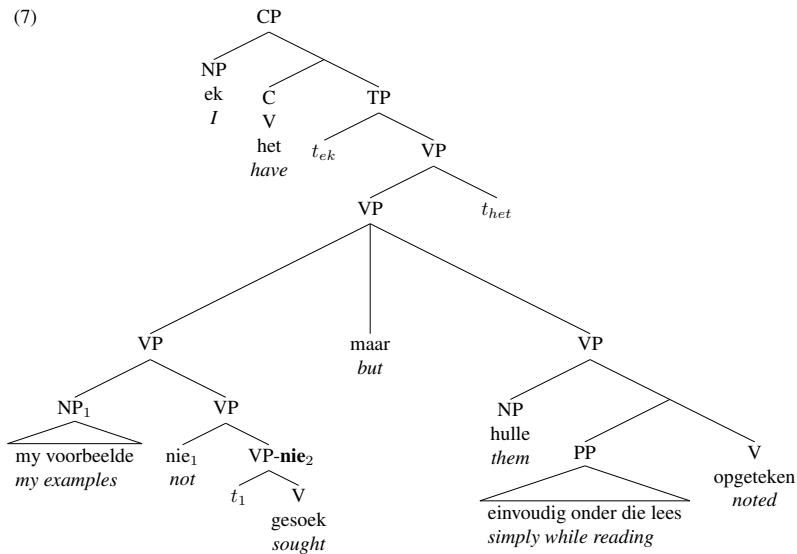 (7)
CP
NP
ek
I
C
TP
V
het
have
t_ek
VP
VP
t_het
VP
maar
but
VP
NP₁
VP
NP
hulle
them
my voorbeelde
my examples
nie₁
not
VP-nie₂
PP
V
opgeteken
noted
t₁
V
gesoek
sought
einvoudig onder die lees
simply while reading